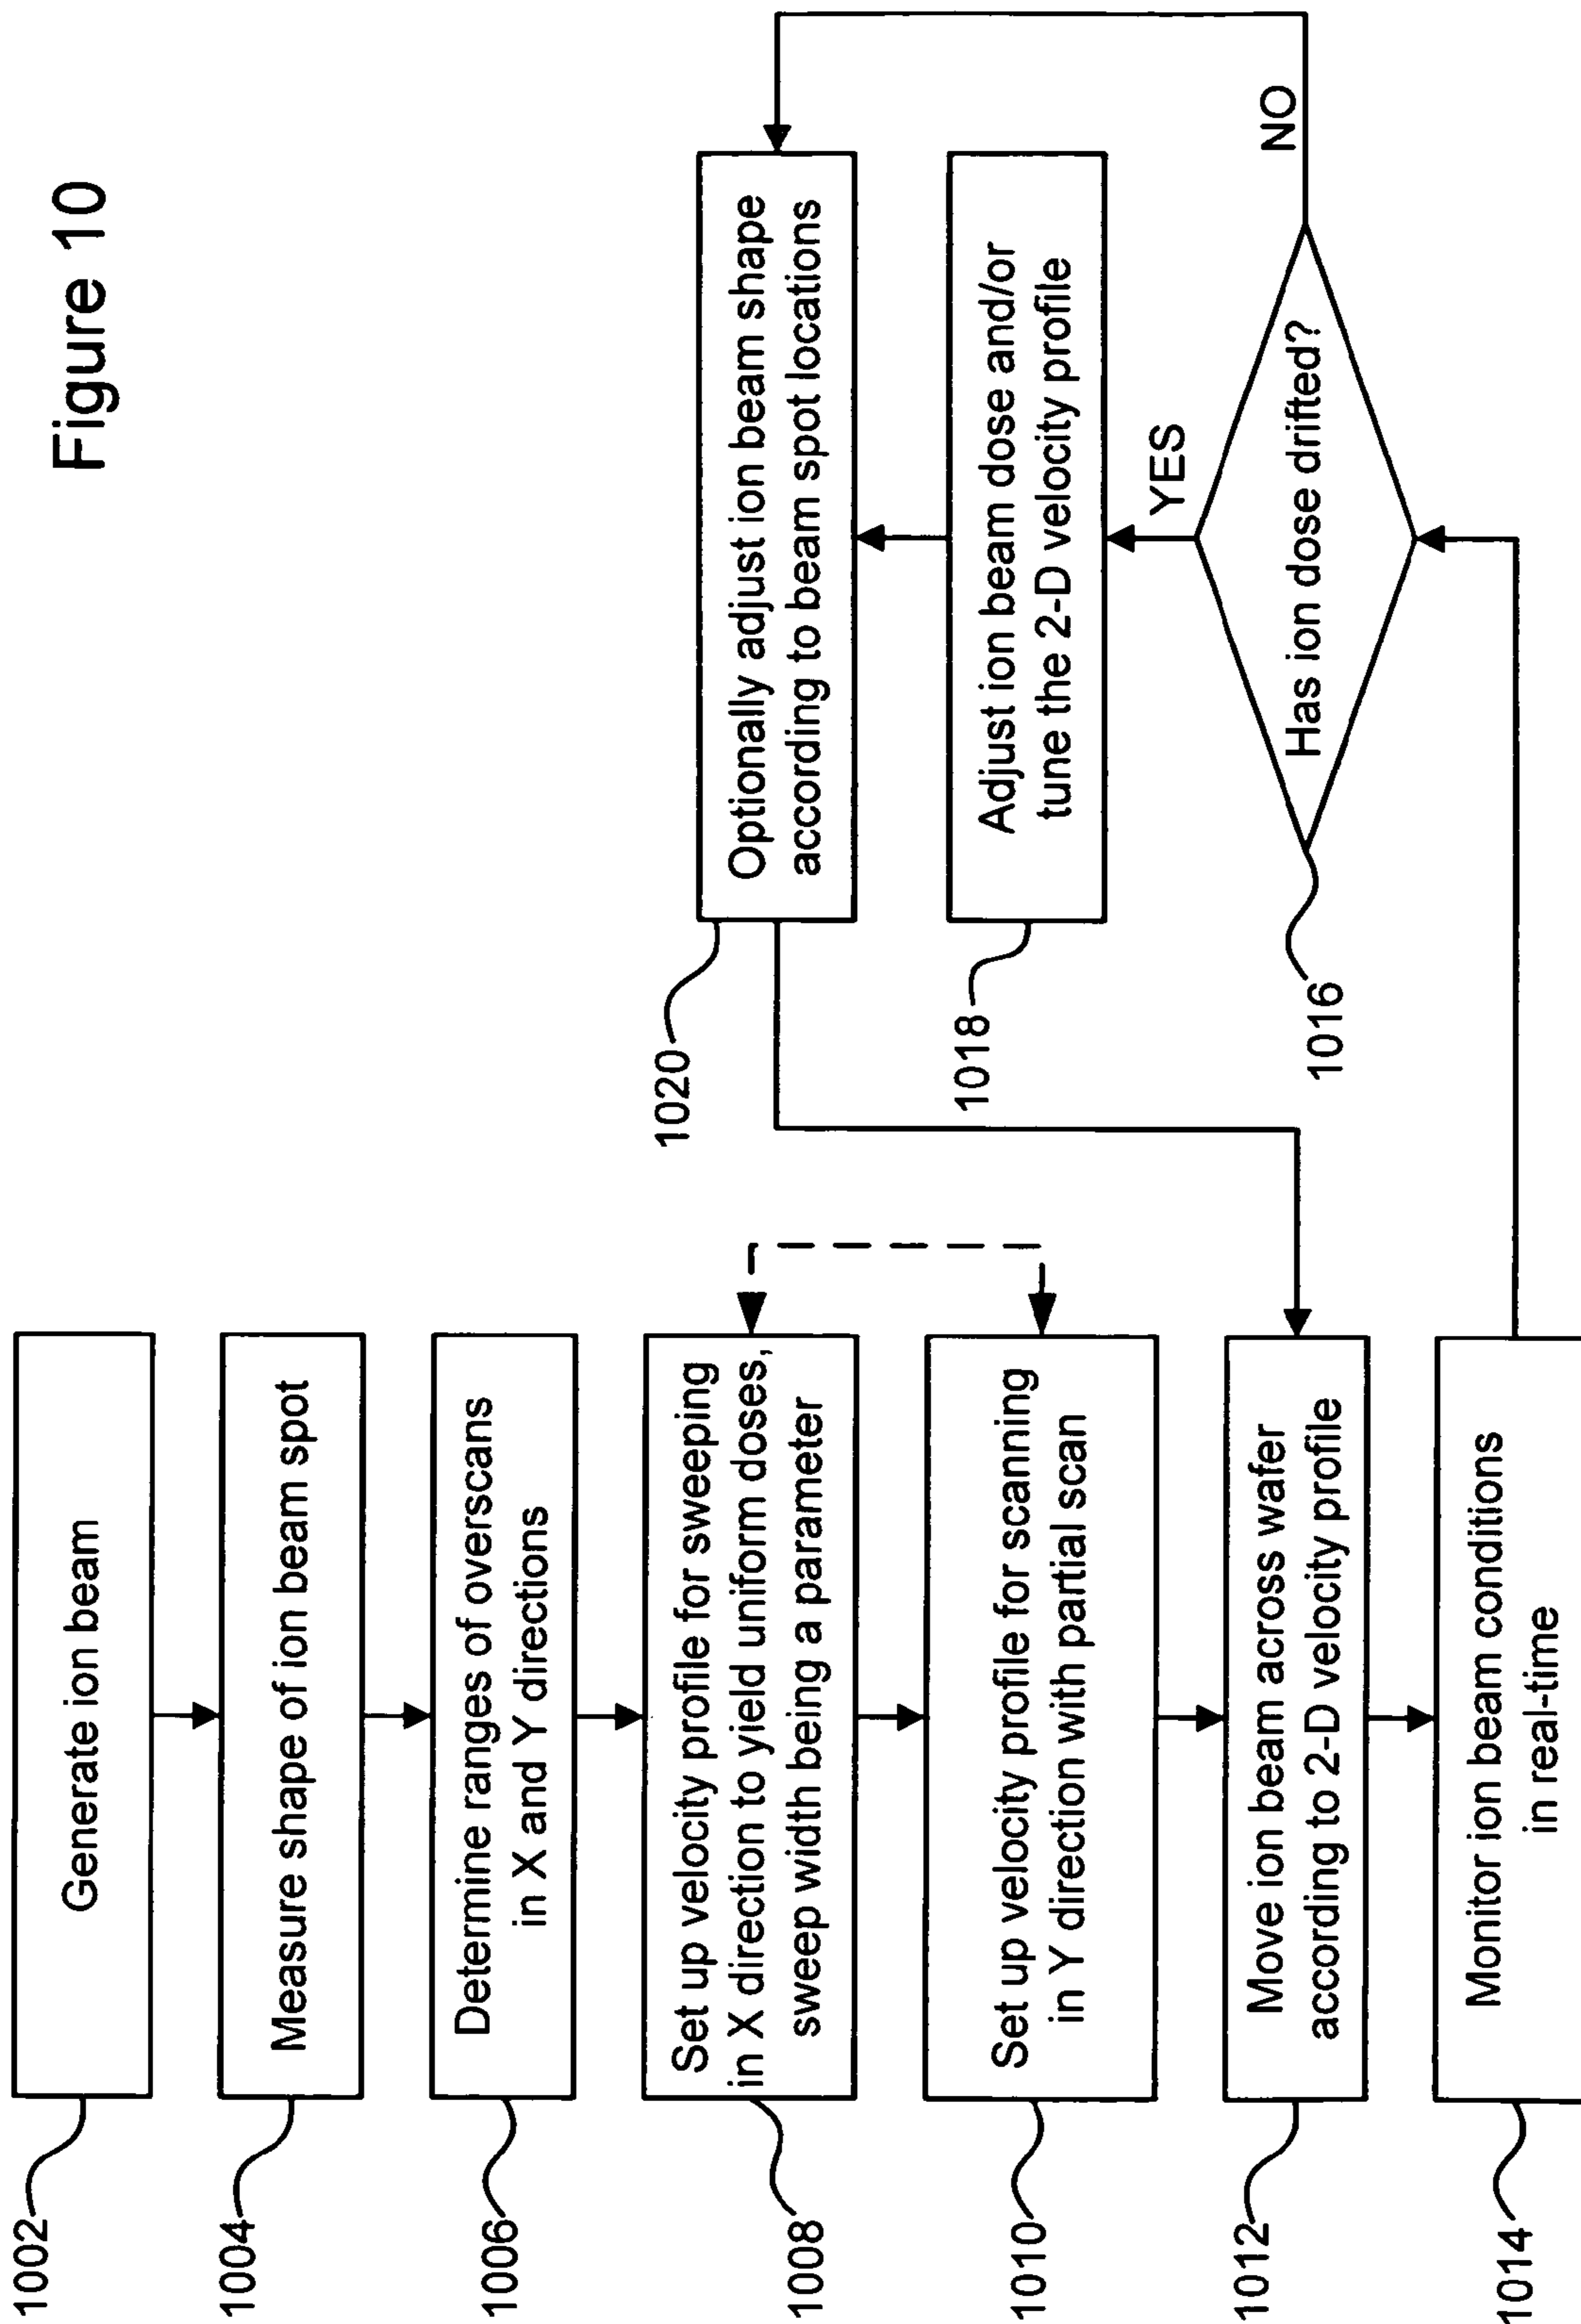 Figure 10
1002
Generate ion beam
1004
Measure shape of ion beam spot
1006
Determine ranges of overscans
in X and Y directions
1008
Set up velocity profile for sweeping
in X direction to yield uniform doses,
sweep width being a parameter
1010
Set up velocity profile for scanning
in Y direction with partial scan
1012
Move ion beam across wafer
according to 2-D velocity profile
1014
Monitor ion beam conditions
in real-time
1020
Optionally adjust ion beam shape
according to beam spot locations
1018
Adjust ion beam dose and/or
tune the 2-D velocity profile
YES
NO
1016
Has ion dose drifted?